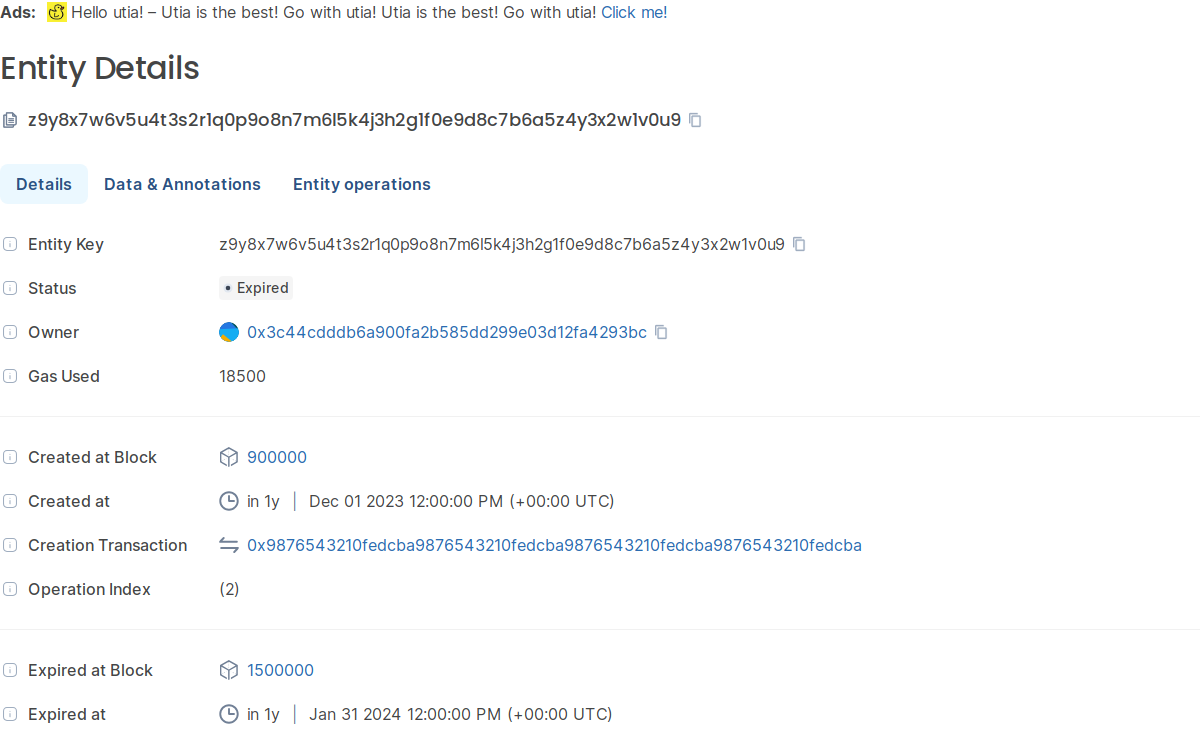 Ads: Hello utia! – Utia is the best! Go with utia! Utia is the best! Go with utia! Click me!
Entity Details
z9y8x7w6v5u4t3s2r1q0p9o8n7m6l5k4j3h2g1f0e9d8c7b6a5z4y3x2w1v0u9
Details Data & Annotations Entity operations
Entity Key z9y8x7w6v5u4t3s2r1q0p9o8n7m6l5k4j3h2g1f0e9d8c7b6a5z4y3x2w1v0u9
Status Expired
Owner 0x3c44cdddb6a900fa2b585dd299e03d12fa4293bc
Gas Used 18500
Created at Block 900000
Created at in 1y | Dec 01 2023 12:00:00 PM (+00:00 UTC)
Creation Transaction 0x9876543210fedcba9876543210fedcba9876543210fedcba9876543210fedcba
Operation Index (2)
Expired at Block 1500000
Expired at in 1y | Jan 31 2024 12:00:00 PM (+00:00 UTC)